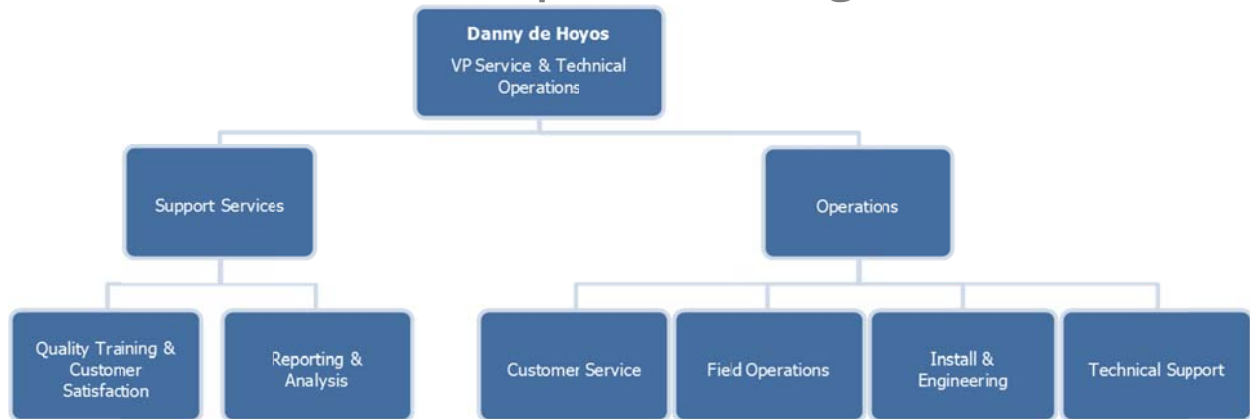 Danny de Hoyos
VP Service & Technical
Operations
Support Services
Operations
Quality Training &
Customer
Satisfaction
Reporting &
Analysis
Customer Service
Field Operations
Install &
Engineering
Technical Support